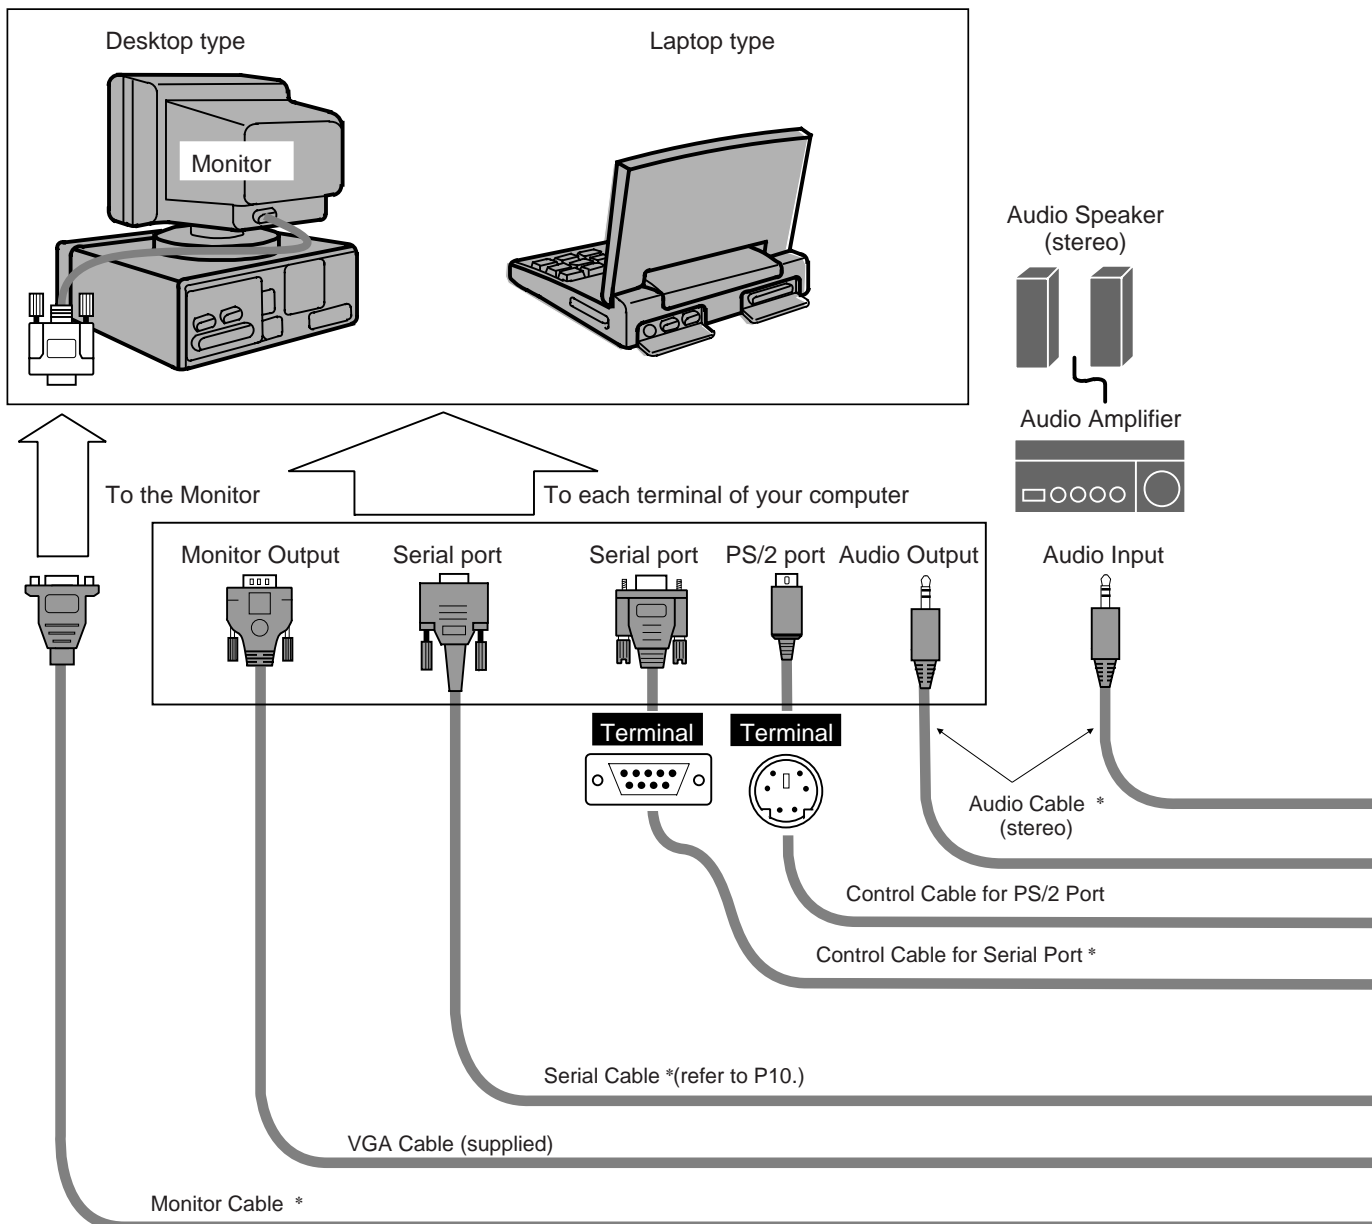 Desktop type
Laptop type
Monitor
Audio Speaker
(stereo)
Audio Amplifier
To the Monitor
To each terminal of your computer
Monitor Output
Serial port
Serial port
PS/2 port
Audio Output
Audio Input
Terminal
Terminal
Audio Cable *
(stereo)
Control Cable for PS/2 Port
Control Cable for Serial Port *
Serial Cable *(refer to P10.)
VGA Cable (supplied)
Monitor Cable *